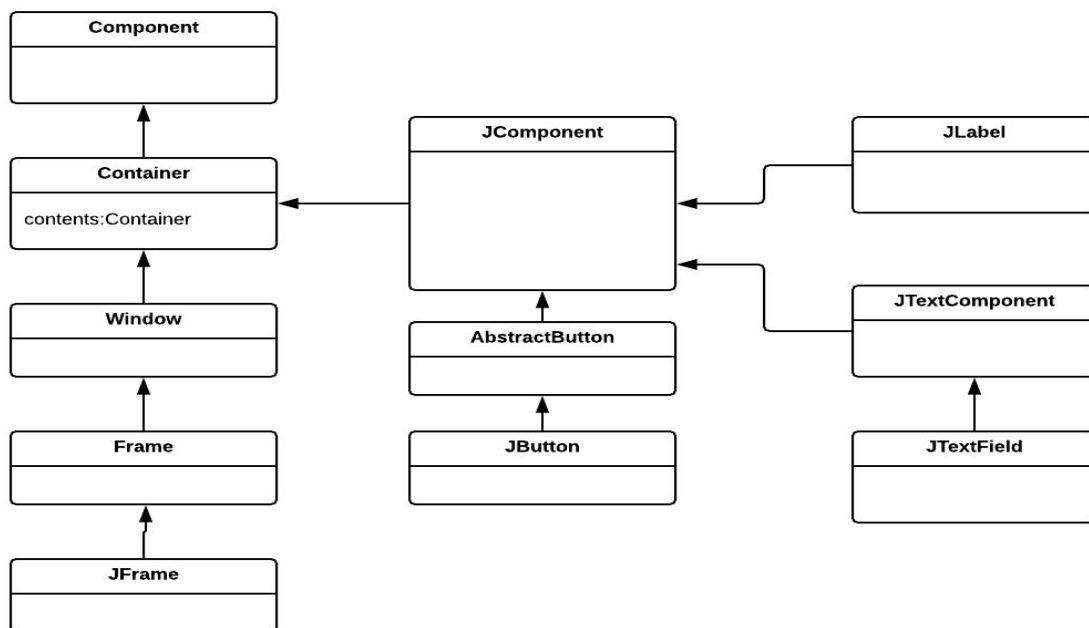 Component
Container
contents:Container
Window
Frame
JFrame
JComponent
AbstractButton
JButton
JLabel
JTextComponent
JTextField